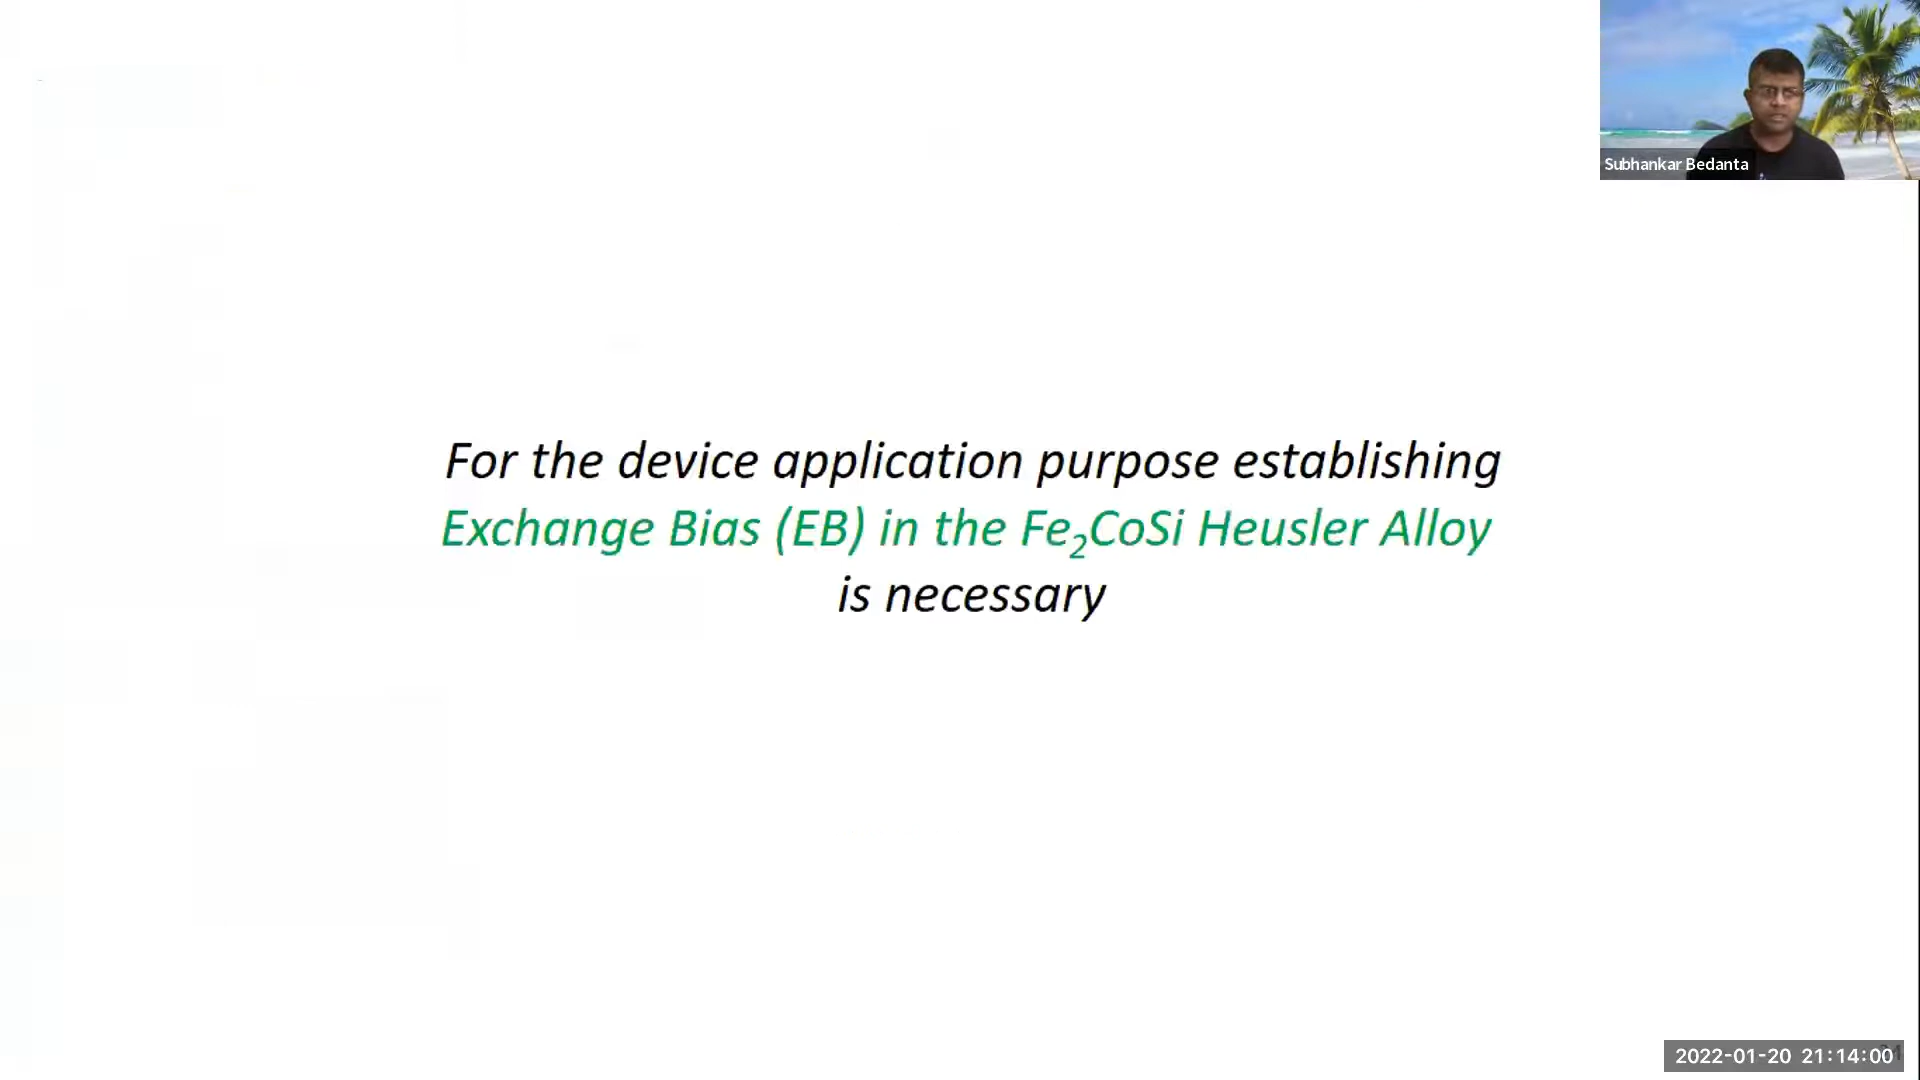 Subhankar Bedanta
For the device application purpose establishing
Exchange Bias (EB) in the Fe₂CoSi Heusler Alloy
is necessary
2022-01-20 21:14:00